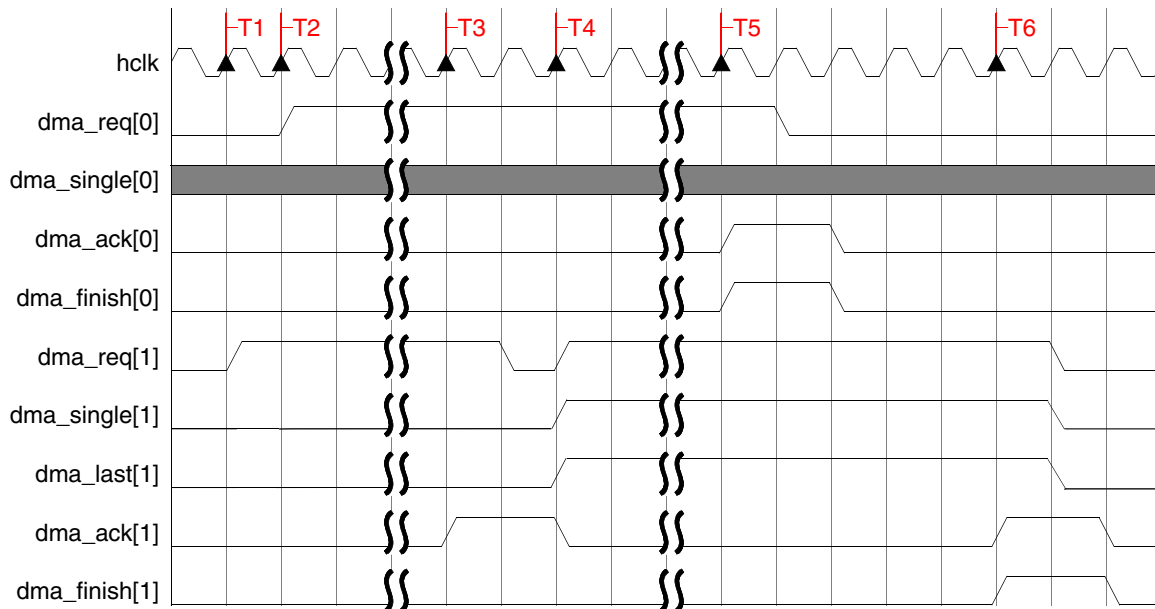 T1 T2 T3 T4 T5 T6
hclk
dma_req[0]
dma_single[0]
dma_ack[0]
dma_finish[0]
dma_req[1]
dma_single[1]
dma_last[1]
dma_ack[1]
dma_finish[1]